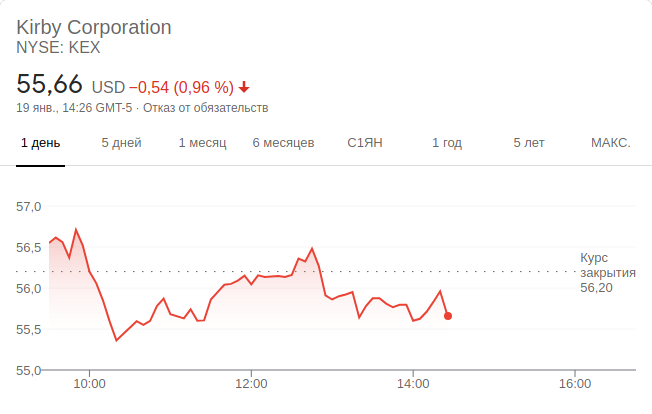 Kirby Corporation
NYSE: KEX
55,66 USD −0,54 (0,96 %)
19 янв., 14:26 GMT-5 · Отказ от обязательств
1 день 5 дней 1 месяц 6 месяцев С1ЯН 1 год 5 лет МАКС.
57,0
56,5
Курс
закрытия
56,20
56,0
55,5
55,0
10:00 12:00 14:00 16:00